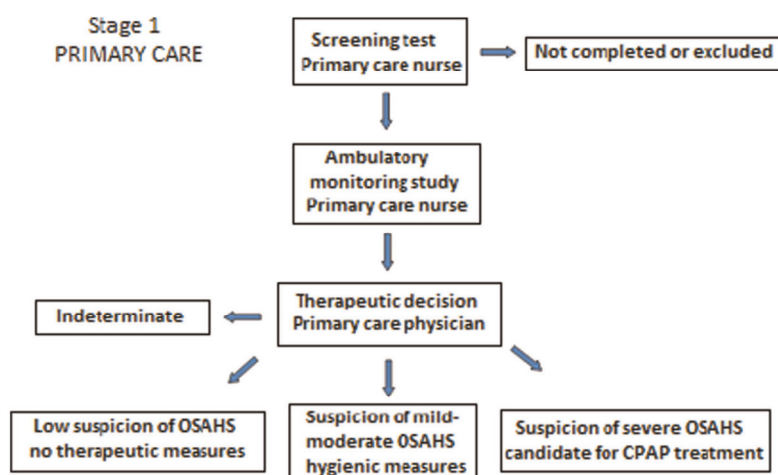 Stage 1
PRIMARY CARE
Screening test
Primary care nurse
Not completed or excluded
Ambulatory
monitoring study
Primary care nurse
Therapeutic decision
Primary care physician
Indeterminate
Low suspicion of OSAHS
no therapeutic measures
Suspicion of mild-
moderate OSAHS
hygienic measures
Suspicion of severe OSAHS
candidate for CPAP treatment